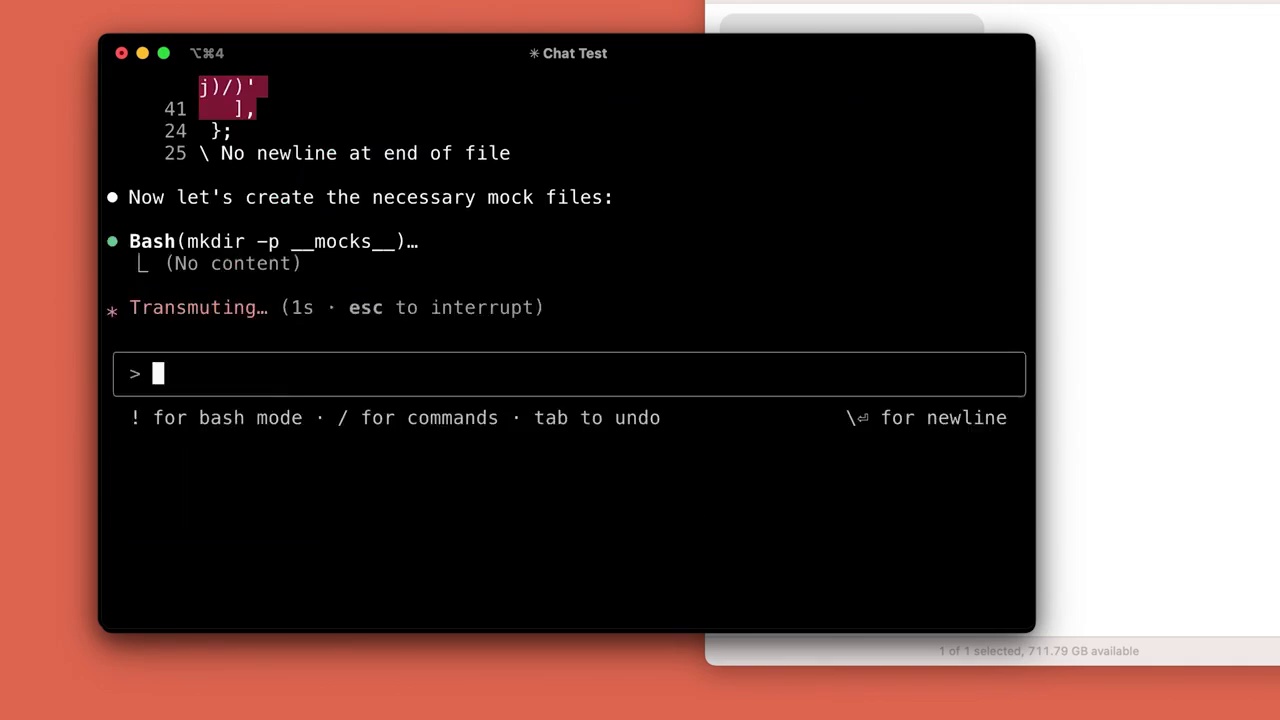 ⌥⌘4
✳ Chat Test
j)/)'
41 ],
24 };
25 \ No newline at end of file
● Now let's create the necessary mock files:
● Bash(mkdir -p __mocks__)…
⎿ (No content)
* Transmuting… (1s · esc to interrupt)
>
! for bash mode · / for commands · tab to undo
\⏎ for newline
1 of 1 selected, 711.79 GB available